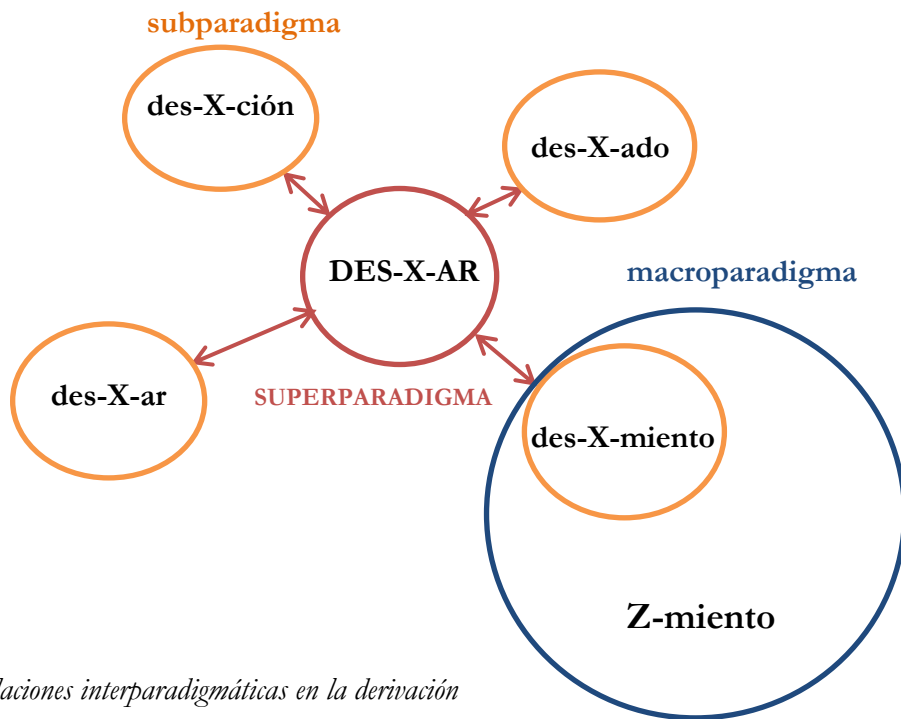 subparadigma
des-X-ción
des-X-ado
DES-X-AR
macroparadigma
des-X-ar
SUPERPARADIGMA
des-X-miento
Z-miento
laciones interparadigmáticas en la derivación